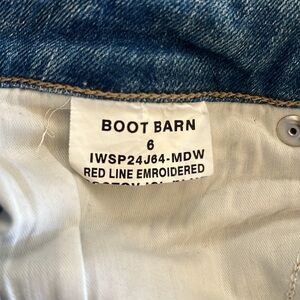 BOOT BARN
6
IWSP24J64-MDW
RED LINE EMROIDERED